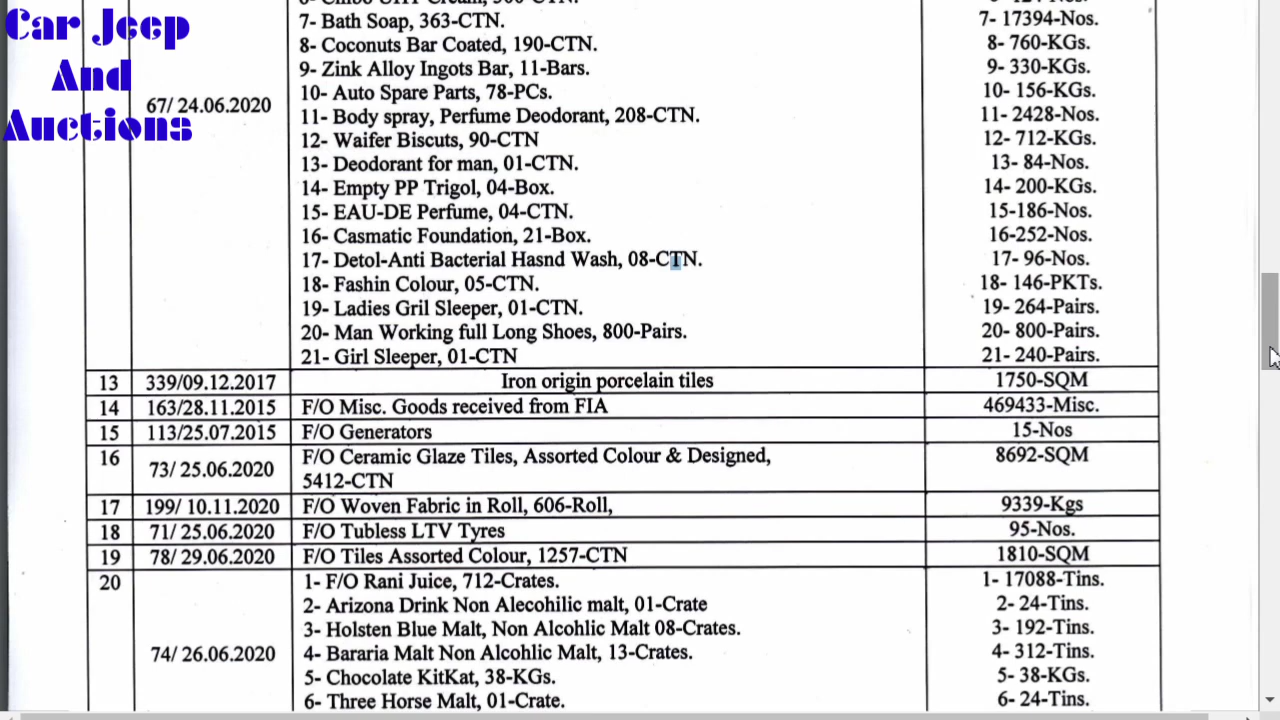 Car Jeep
And
Auctions
67/ 24.06.2020
7- Bath Soap, 363-CTN. 7- 17394-Nos.
8- Coconuts Bar Coated, 190-CTN. 8- 760-KGs.
9- Zink Alloy Ingots Bar, 11-Bars. 9- 330-KGs.
10- Auto Spare Parts, 78-PCs. 10- 156-KGs.
11- Body spray, Perfume Deodorant, 208-CTN. 11- 2428-Nos.
12- Waifer Biscuts, 90-CTN 12- 712-KGs.
13- Deodorant for man, 01-CTN. 13- 84-Nos.
14- Empty PP Trigol, 04-Box. 14- 200-KGs.
15- EAU-DE Perfume, 04-CTN. 15-186-Nos.
16- Casmatic Foundation, 21-Box. 16-252-Nos.
17- Detol-Anti Bacterial Hasnd Wash, 08-CTN. 17- 96-Nos.
18- Fashin Colour, 05-CTN. 18- 146-PKTs.
19- Ladies Gril Sleeper, 01-CTN. 19- 264-Pairs.
20- Man Working full Long Shoes, 800-Pairs. 20- 800-Pairs.
21- Girl Sleeper, 01-CTN 21- 240-Pairs.
13 339/09.12.2017 Iron origin porcelain tiles 1750-SQM
14 163/28.11.2015 F/O Misc. Goods received from FIA 469433-Misc.
15 113/25.07.2015 F/O Generators 15-Nos
16 73/ 25.06.2020 F/O Ceramic Glaze Tiles, Assorted Colour & Designed, 8692-SQM
5412-CTN
17 199/ 10.11.2020 F/O Woven Fabric in Roll, 606-Roll, 9339-Kgs
18 71/ 25.06.2020 F/O Tubless LTV Tyres 95-Nos.
19 78/ 29.06.2020 F/O Tiles Assorted Colour, 1257-CTN 1810-SQM
20 74/ 26.06.2020
1- F/O Rani Juice, 712-Crates. 1- 17088-Tins.
2- Arizona Drink Non Alecohilic malt, 01-Crate 2- 24-Tins.
3- Holsten Blue Malt, Non Alcohlic Malt 08-Crates. 3- 192-Tins.
4- Bararia Malt Non Alcohlic Malt, 13-Crates. 4- 312-Tins.
5- Chocolate KitKat, 38-KGs. 5- 38-KGs.
6- Three Horse Malt, 01-Crate. 6- 24-Tins.